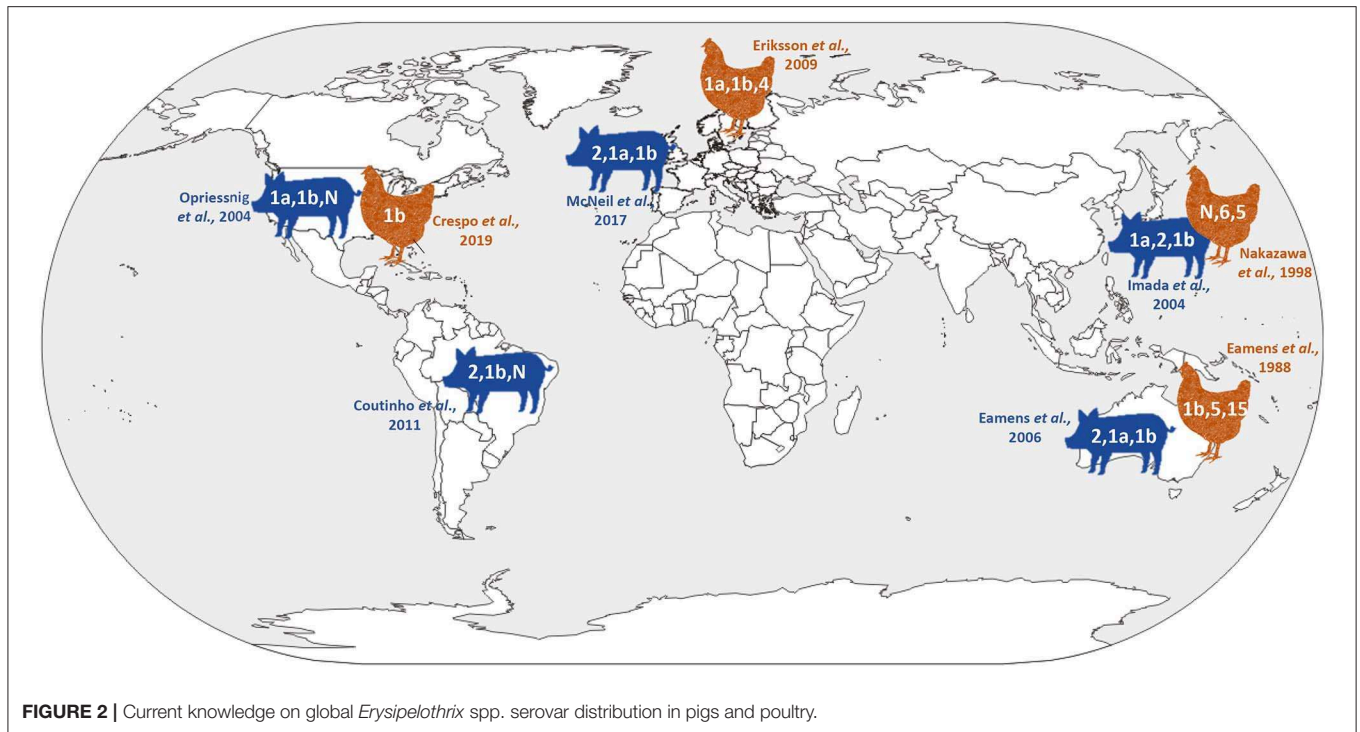 Eriksson et al.,
2009
1a,1b,4
2,1a,1b
McNeil et al.,
2017
Opriessnig
et al., 2004
1a,1b,N
1b
Crespo et al.,
2019
N,6,5
1a,2,1b
Nakazawa
et al., 1998
Imada et al.,
2004
2,1b,N
Coutinho et al.,
2011
Eamens et al.,
1988
1b,5,15
Eamens et al.,
2006
2,1a,1b
FIGURE 2 | Current knowledge on global Erysipelothrix spp. serovar distribution in pigs and poultry.